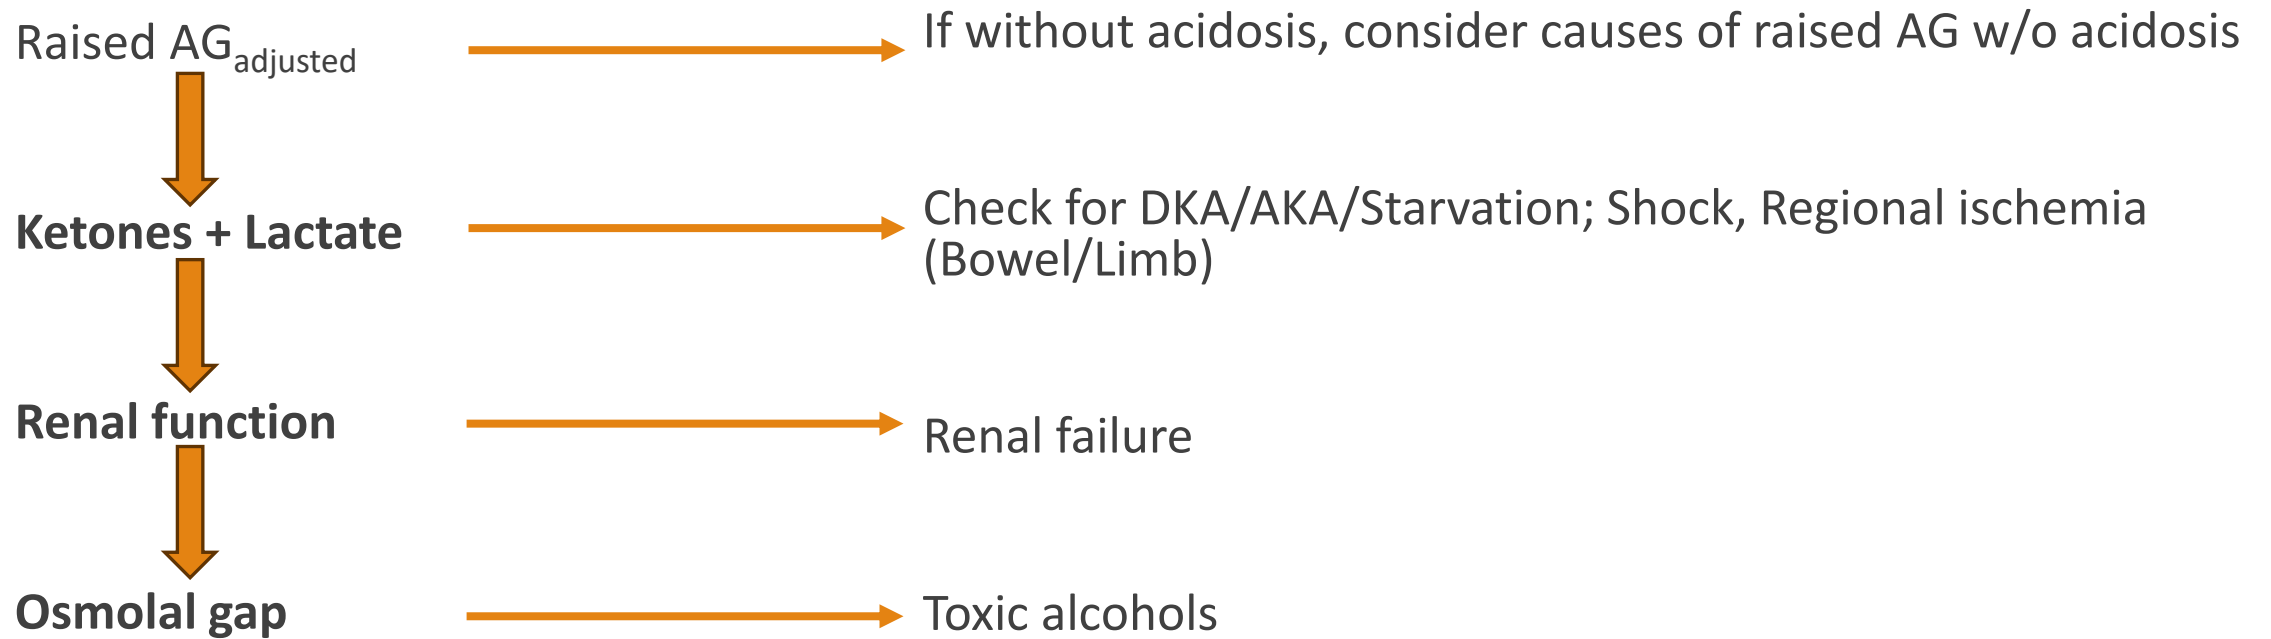 Raised AGadjusted
If without acidosis, consider causes of raised AG w/o acidosis
Ketones + Lactate
Check for DKA/AKA/Starvation; Shock, Regional ischemia
(Bowel/Limb)
Renal function
Renal failure
Osmolal gap
Toxic alcohols